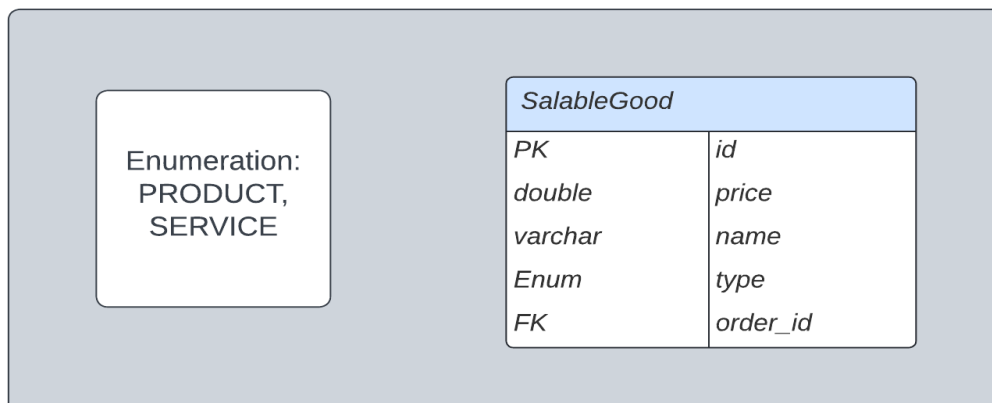 Enumeration:
PRODUCT,
SERVICE
SalableGood
PK id
double price
varchar name
Enum type
FK order_id